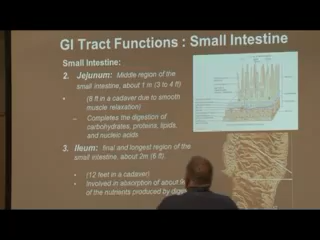 GI Tract Functions : Small Intestine
Small Intestine:
2. Jejunum: Middle region of the
small intestine, about 1 m (3 to 4 ft)
• (8 ft in a cadaver due to smooth
muscle relaxation)
– Completes the digestion of
carbohydrates, proteins, lipids,
and nucleic acids
3. Ileum: final and longest region of the
small intestine, about 2m (6 ft).
• (12 feet in a cadaver)
• Involved in absorption of about
of the nutrients produced by